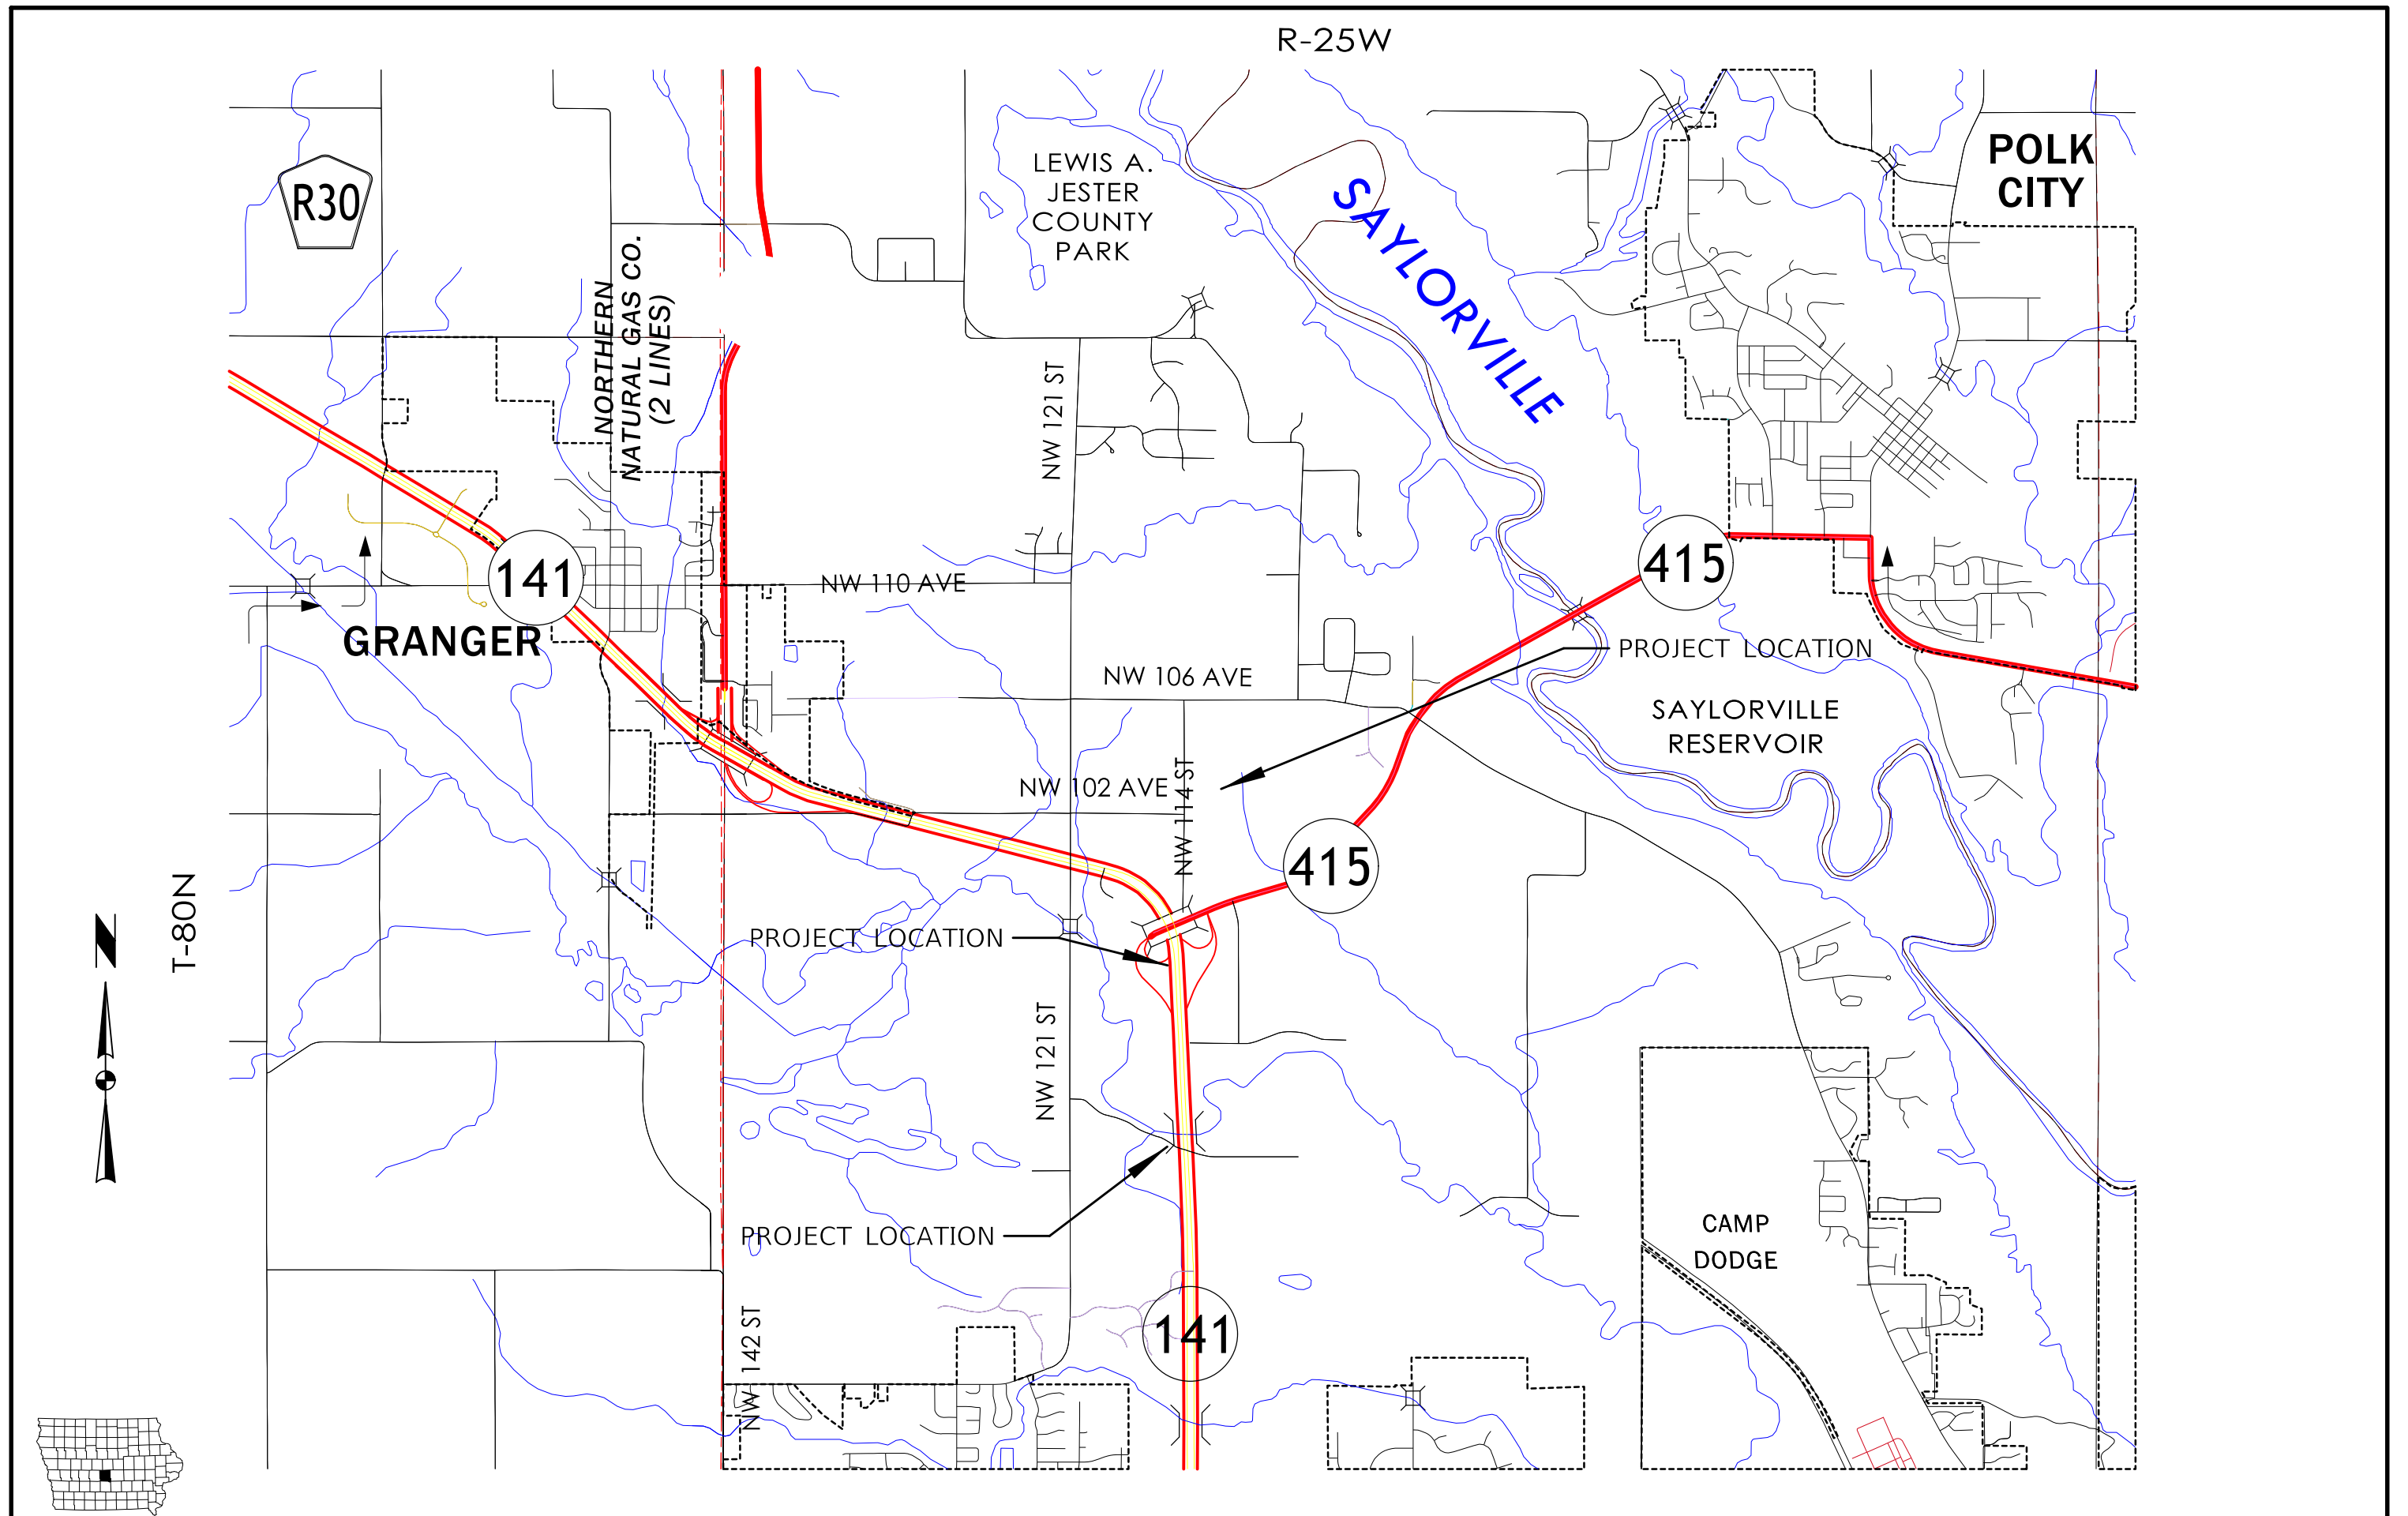 R-25W
POLK
CITY
LEWIS A.
JESTER
COUNTY
PARK
R30
SAYLORVILLE
NORTHERN
NATURAL GAS CO.
(2 LINES)
NW 121 ST
415
141
NW 110 AVE
GRANGER
PROJECT LOCATION
NW 106 AVE
SAYLORVILLE
RESERVOIR
NW 102 AVE
NW 114 ST
415
T-80N
N
PROJECT LOCATION
NW 121 ST
PROJECT LOCATION
CAMP
DODGE
141
NW 142 ST